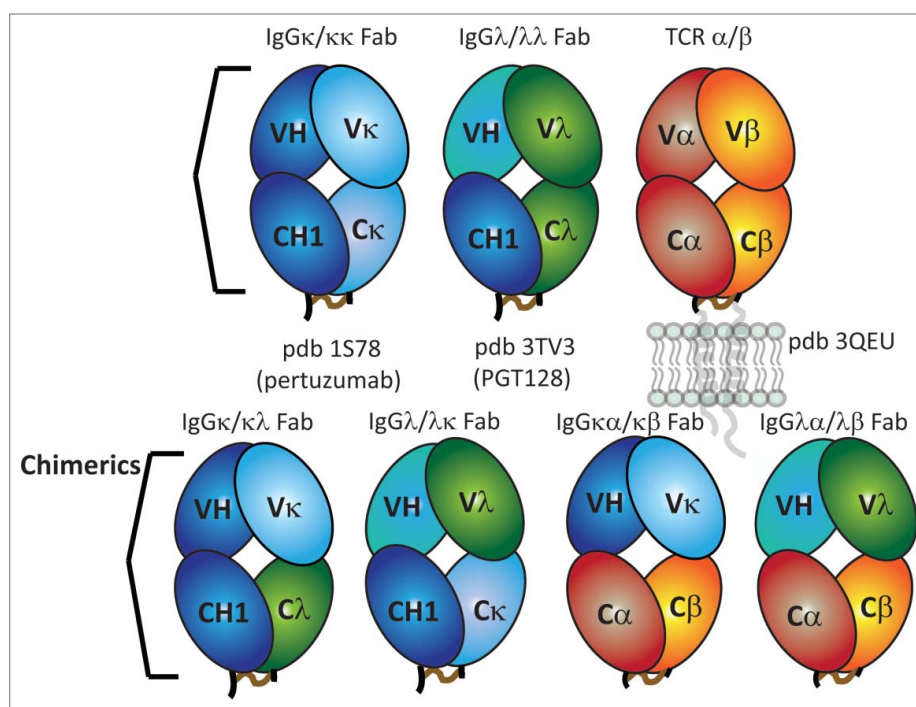 IgGκ/κκ Fab
IgGλ/λλ Fab
TCR α/β
VH
Vκ
VH
Vλ
Vα
Vβ
CH1
Cκ
CH1
Cλ
Cα
Cβ
pdb 1S78
(pertuzumab)
pdb 3TV3
(PGT128)
pdb 3QEU
IgGκ/κλ Fab
IgGλ/λκ Fab
IgGκα/κβ Fab
IgGλα/λβ Fab
Chimerics
VH
Vκ
VH
Vλ
VH
Vκ
VH
Vλ
CH1
Cλ
CH1
Cκ
Cα
Cβ
Cα
Cβ